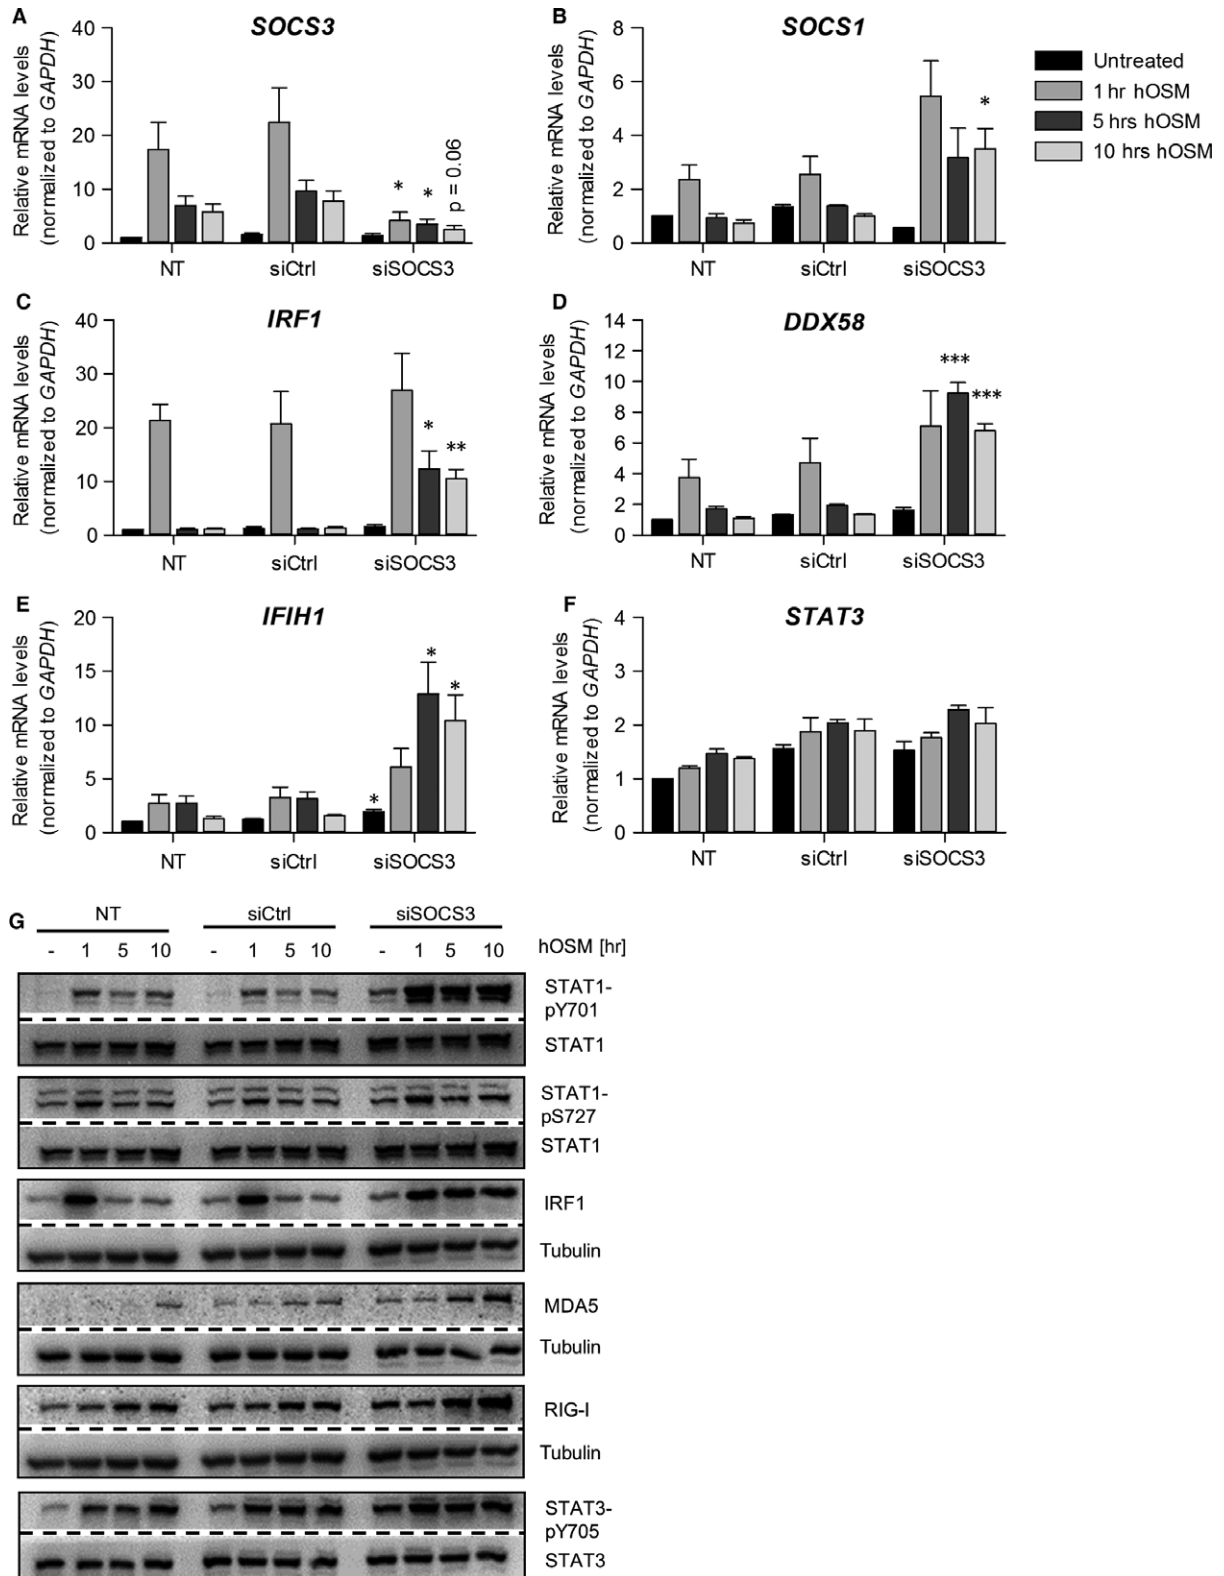 A
SOCS3
Relative mRNA levels
(normalized to GAPDH)
40
30
20
10
0
* * p = 0.06
NT siCtrl siSOCS3
B
SOCS1
Relative mRNA levels
(normalized to GAPDH)
8
6
4
2
0
*
NT siCtrl siSOCS3
Untreated
1 hr hOSM
5 hrs hOSM
10 hrs hOSM
C
IRF1
Relative mRNA levels
(normalized to GAPDH)
40
30
20
10
0
* **
NT siCtrl siSOCS3
D
DDX58
Relative mRNA levels
(normalized to GAPDH)
14
12
10
8
6
4
2
0
*** ***
NT siCtrl siSOCS3
E
IFIH1
Relative mRNA levels
(normalized to GAPDH)
20
15
10
5
0
* * *
NT siCtrl siSOCS3
F
STAT3
Relative mRNA levels
(normalized to GAPDH)
4
3
2
1
0
NT siCtrl siSOCS3
G
NT siCtrl siSOCS3
- 1 5 10 - 1 5 10 - 1 5 10 hOSM [hr]
STAT1-
pY701
STAT1
STAT1-
pS727
STAT1
IRF1
Tubulin
MDA5
Tubulin
RIG-I
Tubulin
STAT3-
pY705
STAT3